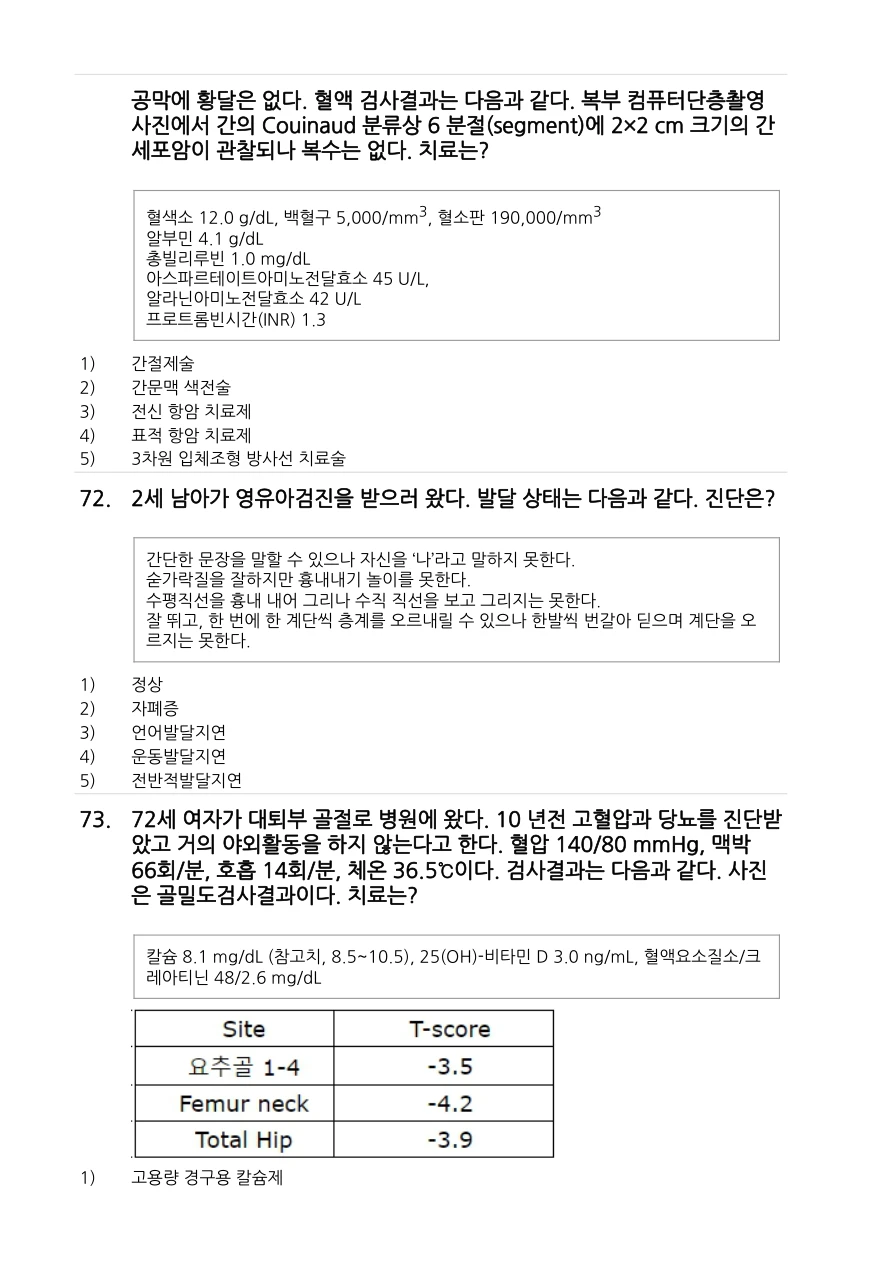 공막에 황달은 없다. 혈액 검사결과는 다음과 같다. 복부 컴퓨터단층촬영
사진에서 간의 Couinaud 분류상 6 분절(segment)에 2×2 cm 크기의 간
세포암이 관찰되나 복수는 없다. 치료는?
혈색소 12.0 g/dL, 백혈구 5,000/mm³, 혈소판 190,000/mm³
알부민 4.1 g/dL
총빌리루빈 1.0 mg/dL
아스파르테이트아미노전달효소 45 U/L,
알라닌아미노전달효소 42 U/L
프로트롬빈시간(INR) 1.3
1) 간절제술
2) 간문맥 색전술
3) 전신 항암 치료제
4) 표적 항암 치료제
5) 3차원 입체조형 방사선 치료술
72. 2세 남아가 영유아검진을 받으러 왔다. 발달 상태는 다음과 같다. 진단은?
간단한 문장을 말할 수 있으나 자신을 ‘나’라고 말하지 못한다.
숟가락질을 잘하지만 흉내내기 놀이를 못한다.
수평직선을 흉내 내어 그리나 수직 직선을 보고 그리지는 못한다.
잘 뛰고, 한 번에 한 계단씩 층계를 오르내릴 수 있으나 한발씩 번갈아 딛으며 계단을 오
르지는 못한다.
1) 정상
2) 자폐증
3) 언어발달지연
4) 운동발달지연
5) 전반적발달지연
73. 72세 여자가 대퇴부 골절로 병원에 왔다. 10 년전 고혈압과 당뇨를 진단받
았고 거의 야외활동을 하지 않는다고 한다. 혈압 140/80 mmHg, 맥박
66회/분, 호흡 14회/분, 체온 36.5℃이다. 검사결과는 다음과 같다. 사진
은 골밀도검사결과이다. 치료는?
칼슘 8.1 mg/dL (참고치, 8.5~10.5), 25(OH)-비타민 D 3.0 ng/mL, 혈액요소질소/크
레아티닌 48/2.6 mg/dL
Site T-score
요추골 1-4 -3.5
Femur neck -4.2
Total Hip -3.9
1) 고용량 경구용 칼슘제